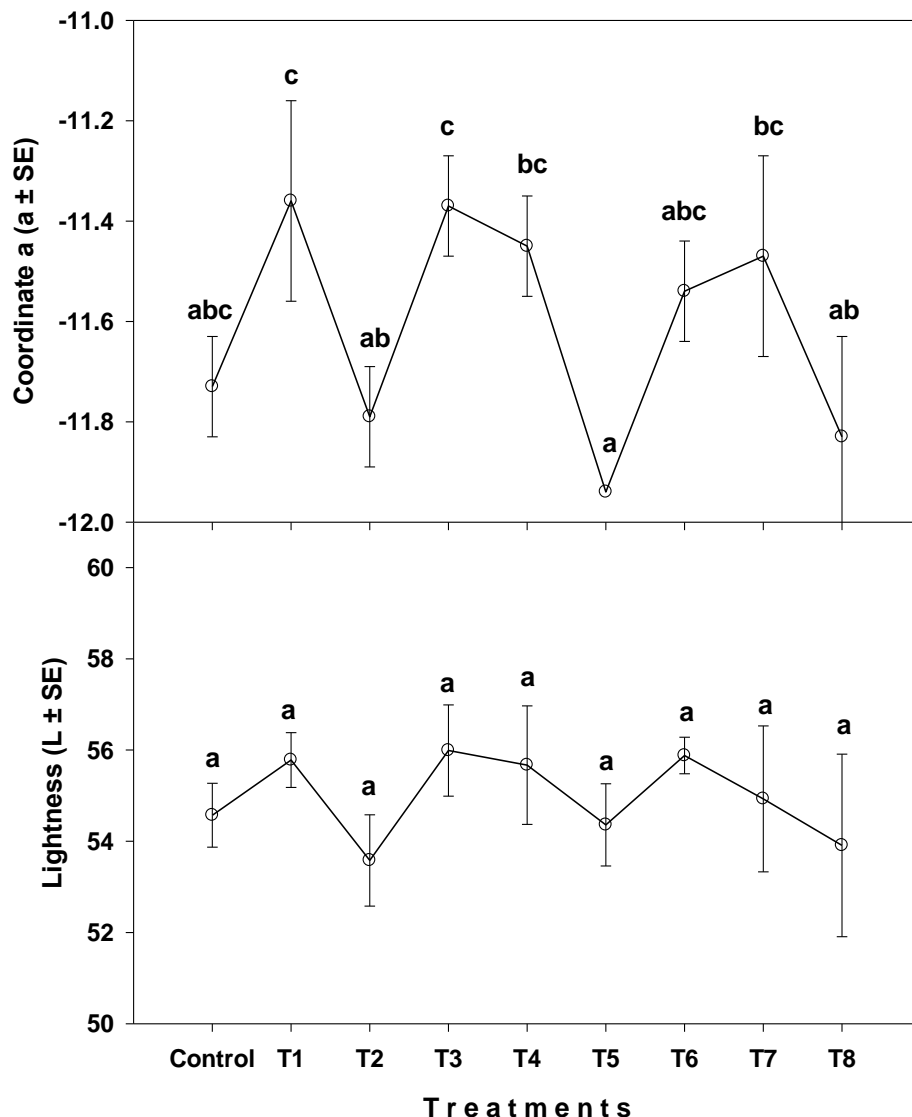 -11.0
-11.2
-11.4
-11.6
-11.8
-12.0
Coordinate a (a ± SE)
abc
c
ab
c
bc
a
abc
bc
ab
60
58
56
54
52
50
Lightness (L ± SE)
a
a
a
a
a
a
a
a
a
Control T1 T2 T3 T4 T5 T6 T7 T8
T r e a t m e n t s